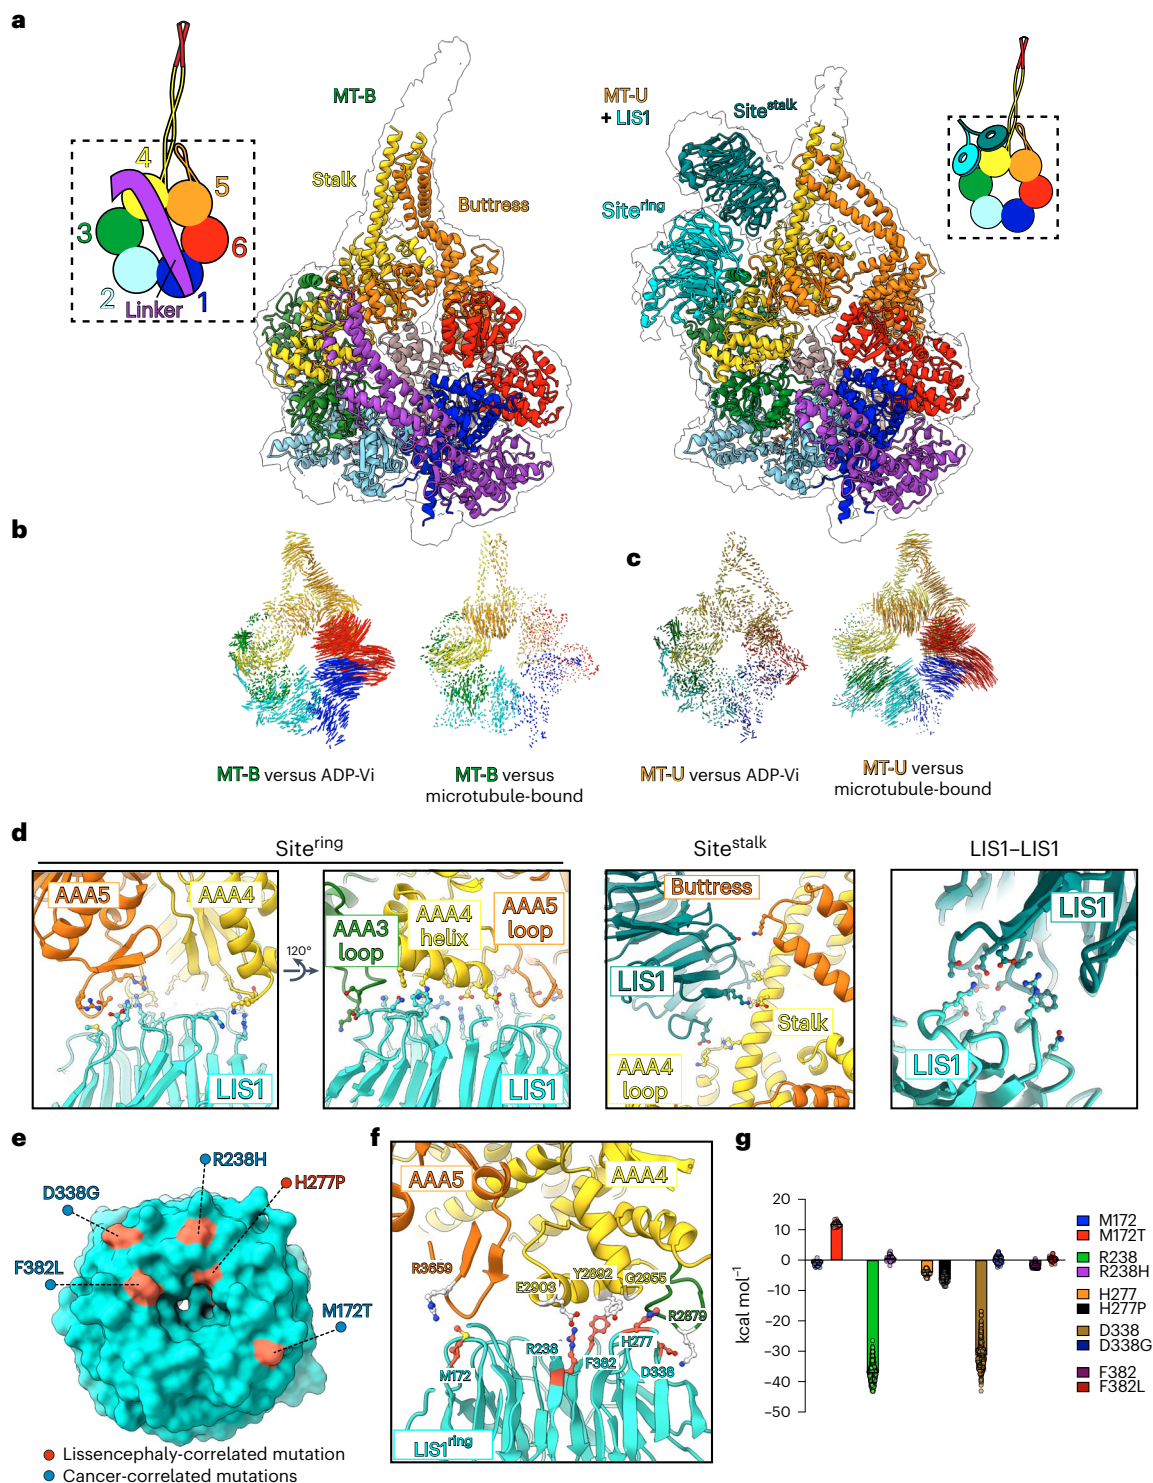 a
MT-B
MT-U
+ LIS1
Site^stalk
4
5
Stalk
Buttress
Site^ring
3
6
2
Linker
1
b
c
MT-B versus ADP-Vi
MT-B versus
microtubule-bound
MT-U versus ADP-Vi
MT-U versus
microtubule-bound
d
Site^ring
Site^stalk
LIS1–LIS1
AAA5
AAA4
LIS1
120°
AAA3
loop
AAA4
helix
AAA5
loop
LIS1
Buttress
LIS1
Stalk
AAA4
loop
LIS1
LIS1
e
R238H
H277P
D338G
F382L
M172T
Lissencephaly-correlated mutation
Cancer-correlated mutations
f
AAA5
AAA4
R3659
E2903
Y2892
G2955
R2879
R238
F382
H277
D338
M172
LIS1^ring
g
20
10
0
–10
–20
–30
–40
–50
kcal mol⁻¹
M172
M172T
R238
R238H
H277
H277P
D338
D338G
F382
F382L